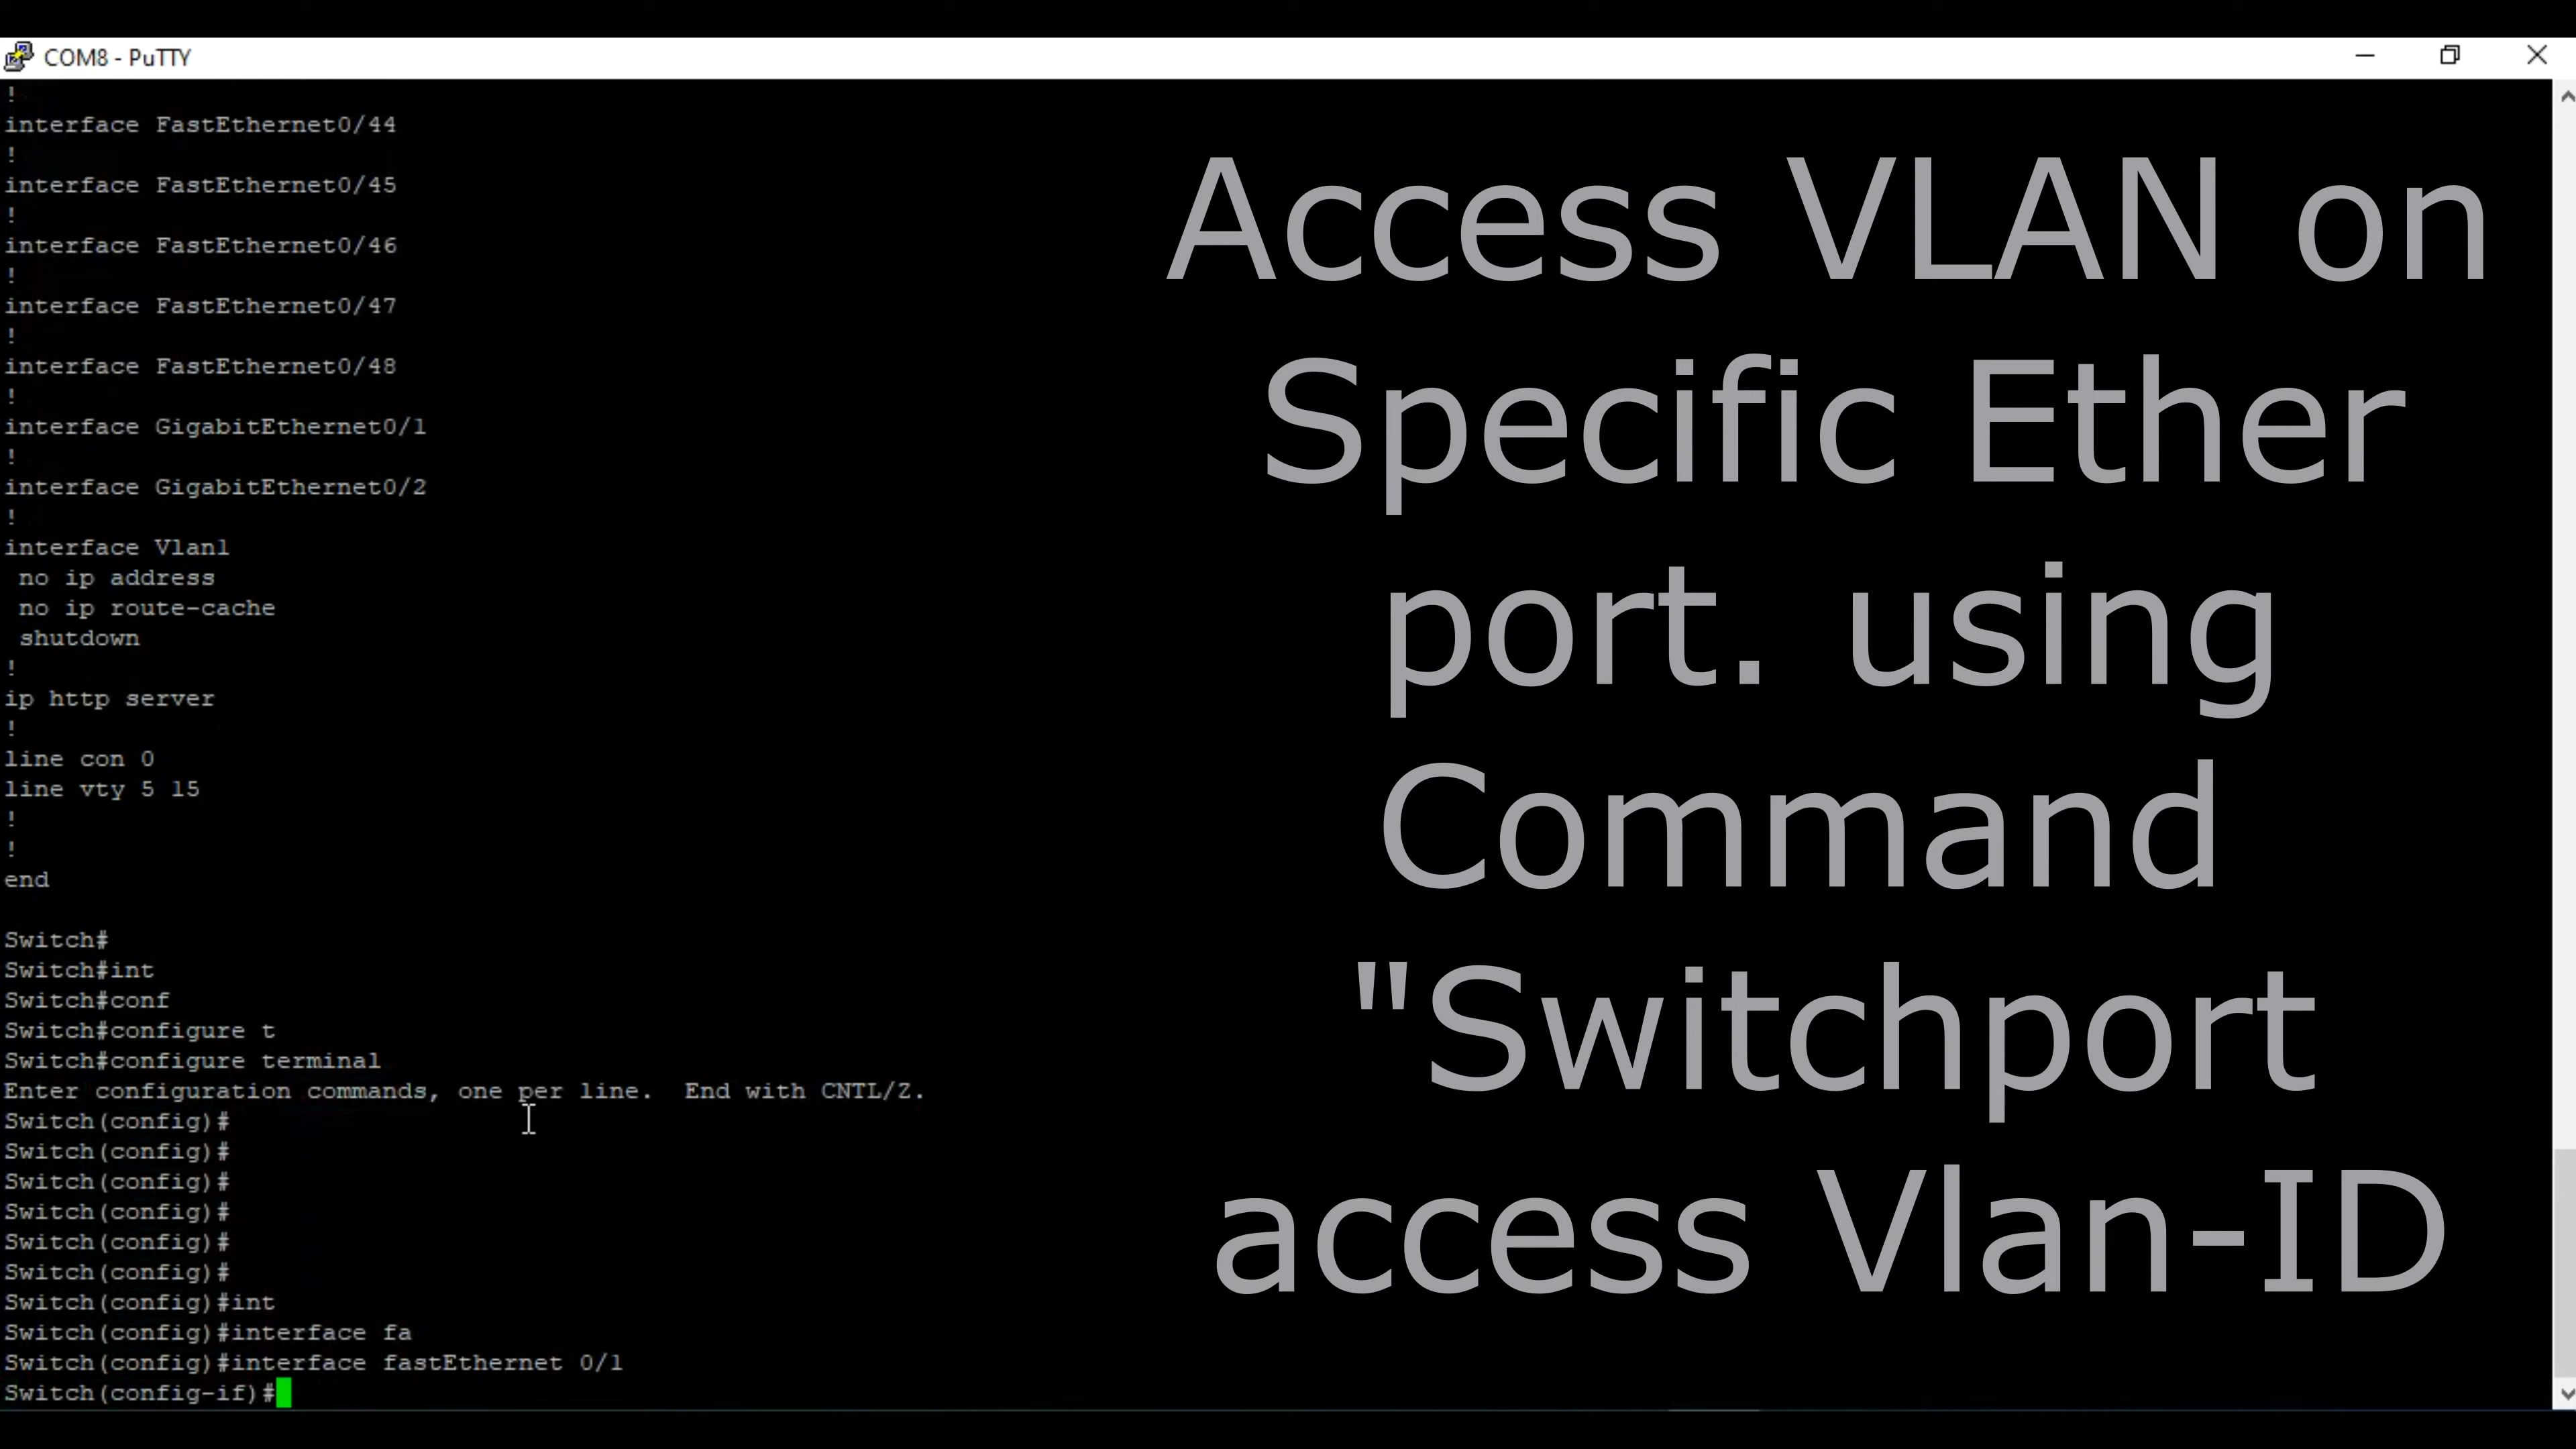 COM8 - PuTTY
!
interface FastEthernet0/44
!
interface FastEthernet0/45
!
interface FastEthernet0/46
!
interface FastEthernet0/47
!
interface FastEthernet0/48
!
interface GigabitEthernet0/1
!
interface GigabitEthernet0/2
!
interface Vlan1
 no ip address
 no ip route-cache
 shutdown
!
ip http server
!
line con 0
line vty 5 15
!
!
end
Switch#
Switch#int
Switch#conf
Switch#configure t
Switch#configure terminal
Enter configuration commands, one per line.  End with CNTL/Z.
Switch(config)#
Switch(config)#
Switch(config)#
Switch(config)#
Switch(config)#
Switch(config)#
Switch(config)#int
Switch(config)#interface fa
Switch(config)#interface fastEthernet 0/1
Switch(config-if)#
Access VLAN on
Specific Ether
port. using
Command
"Switchport
access Vlan-ID